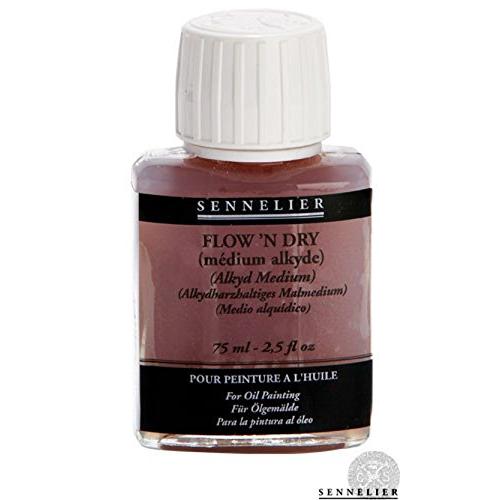 SENNELIER
FLOW 'N DRY
(médium alkyde)
(Alkyd Medium)
(Alkydharzhaltiges Malmedium)
(Medio alquídico)
75 ml - 2,5 fl oz
POUR PEINTURE A L'HUILE
For Oil Painting
Für Ölgemälde
Para la pintura al óleo
SENNELIER